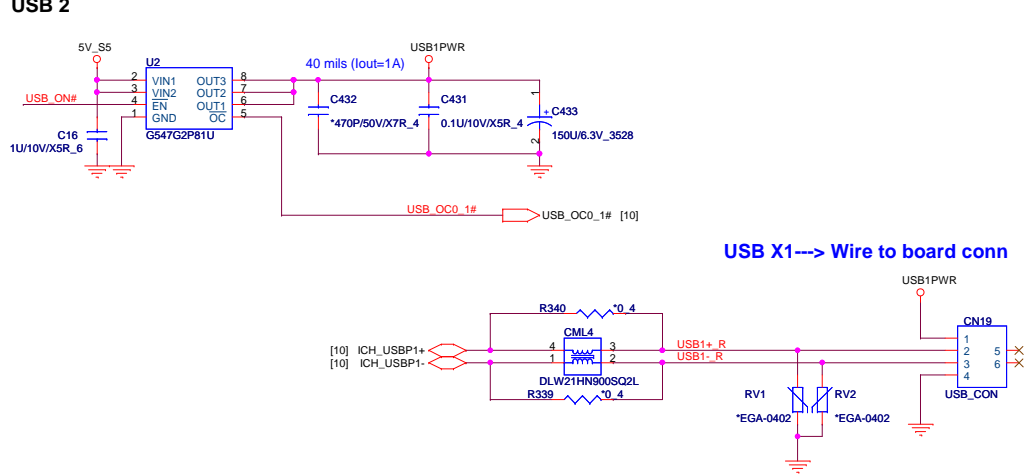 USB 2
5V_S5
U2
USB1PWR
40 mils (Iout=1A)
2 VIN1 OUT3 8
3 VIN2 OUT2 7
USB_ON# 4 EN OUT1 6
1 GND OC 5
G547G2P81U
C16
1U/10V/X5R_6
C432
*470P/50V/X7R_4
C431
0.1U/10V/X5R_4
1
+ C433
150U/6.3V_3528
2
USB_OC0_1#
USB_OC0_1# [10]
USB X1---> Wire to board conn
USB1PWR
R340 *0_4
CML4
CN19
[10] ICH_USBP1+ 4 3 USB1+_R
[10] ICH_USBP1- 1 2 USB1-_R
DLW21HN900SQ2L
R339 *0_4
1
2 5
3 6
4
USB_CON
RV1 RV2
*EGA-0402 *EGA-0402